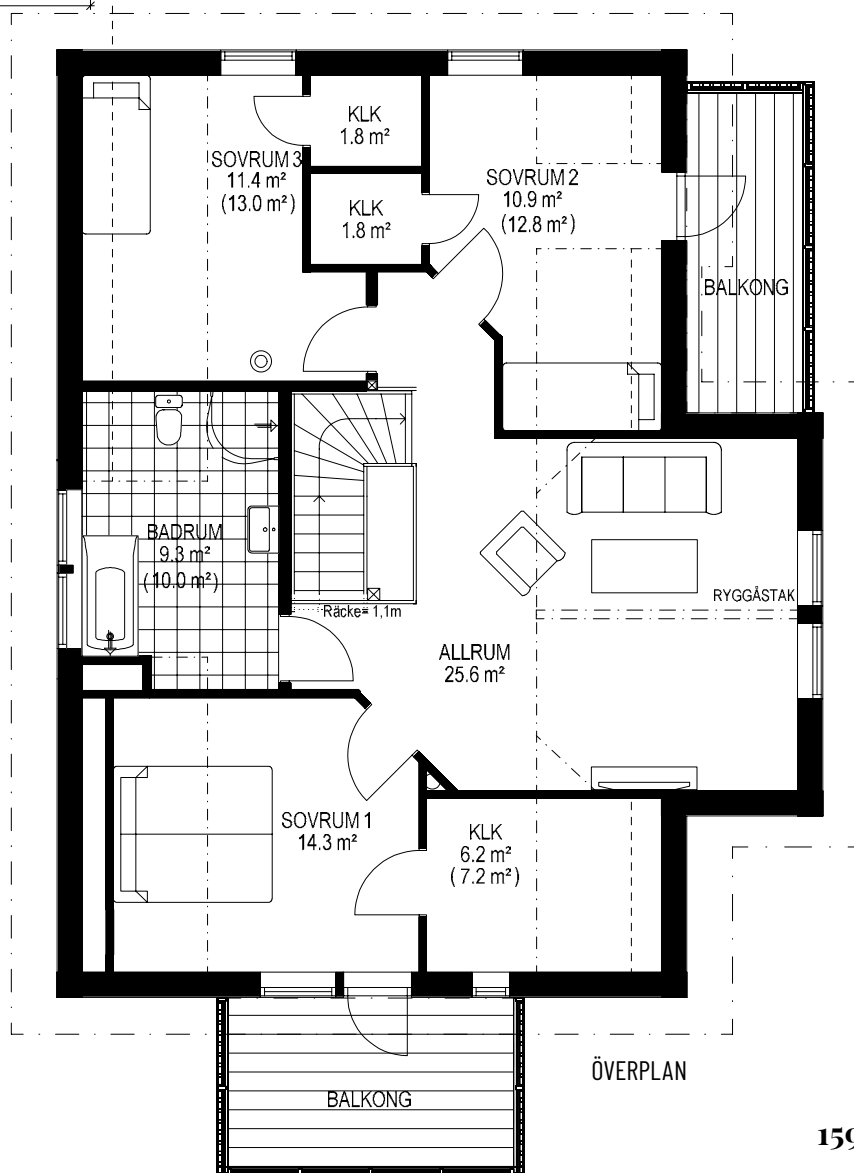 KLK
1.8 m²
SOVRUM 3
11.4 m²
(13.0 m²)
KLK
1.8 m²
SOVRUM 2
10.9 m²
(12.8 m²)
BALKONG
BADRUM
9.3 m²
(10.0 m²)
RYGGÅSTAK
Räcke= 1,1m
ALLRUM
25.6 m²
SOVRUM 1
14.3 m²
KLK
6.2 m²
(7.2 m²)
ÖVERPLAN
BALKONG
159